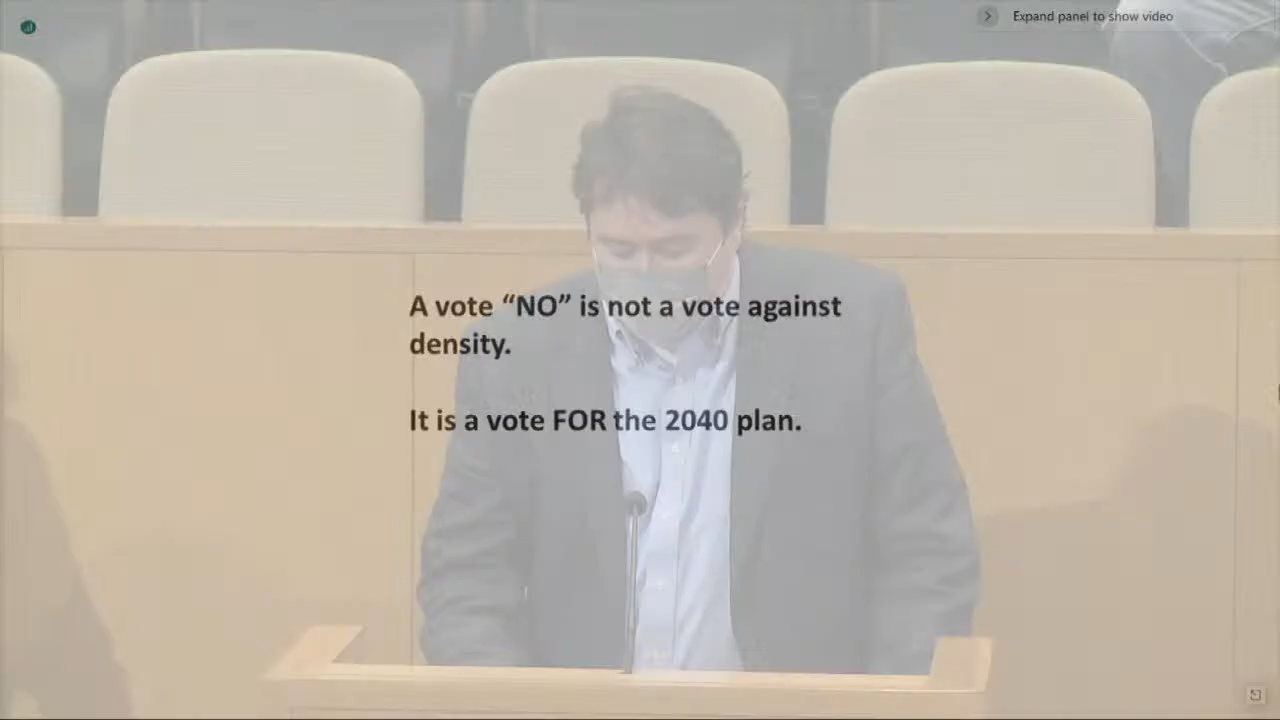 Expand panel to show video
A vote “NO” is not a vote against
density.
It is a vote FOR the 2040 plan.